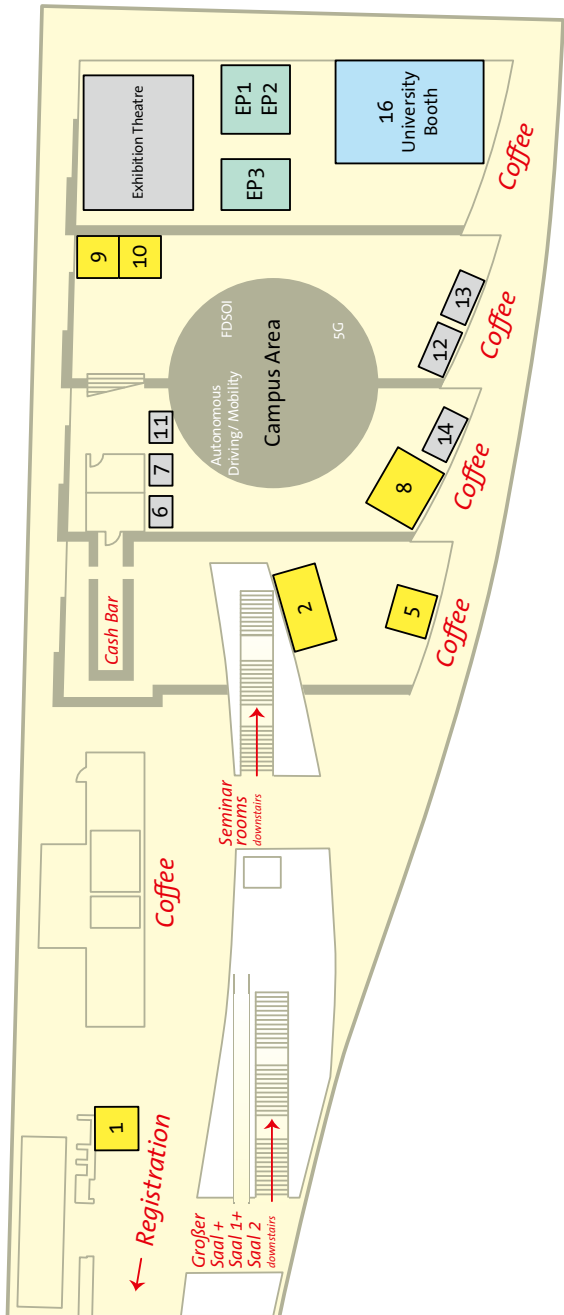 Exhibition Theatre
EP1
EP2
EP3
16
University
Booth
Coffee
9
10
FDSOI
5G
Campus Area
Autonomous
Driving/ Mobility
13
12
Coffee
11
7
6
14
8
Coffee
Cash Bar
2
5
Coffee
Seminar
rooms
downstairs
Coffee
1
Registration
Großer
Saal +
Saal 1+
Saal 2
downstairs